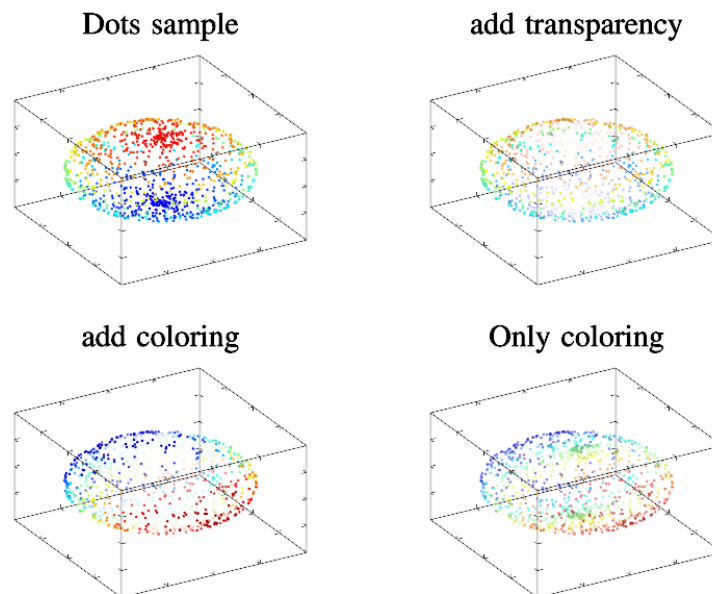 Dots sample
add transparency
add coloring
Only coloring